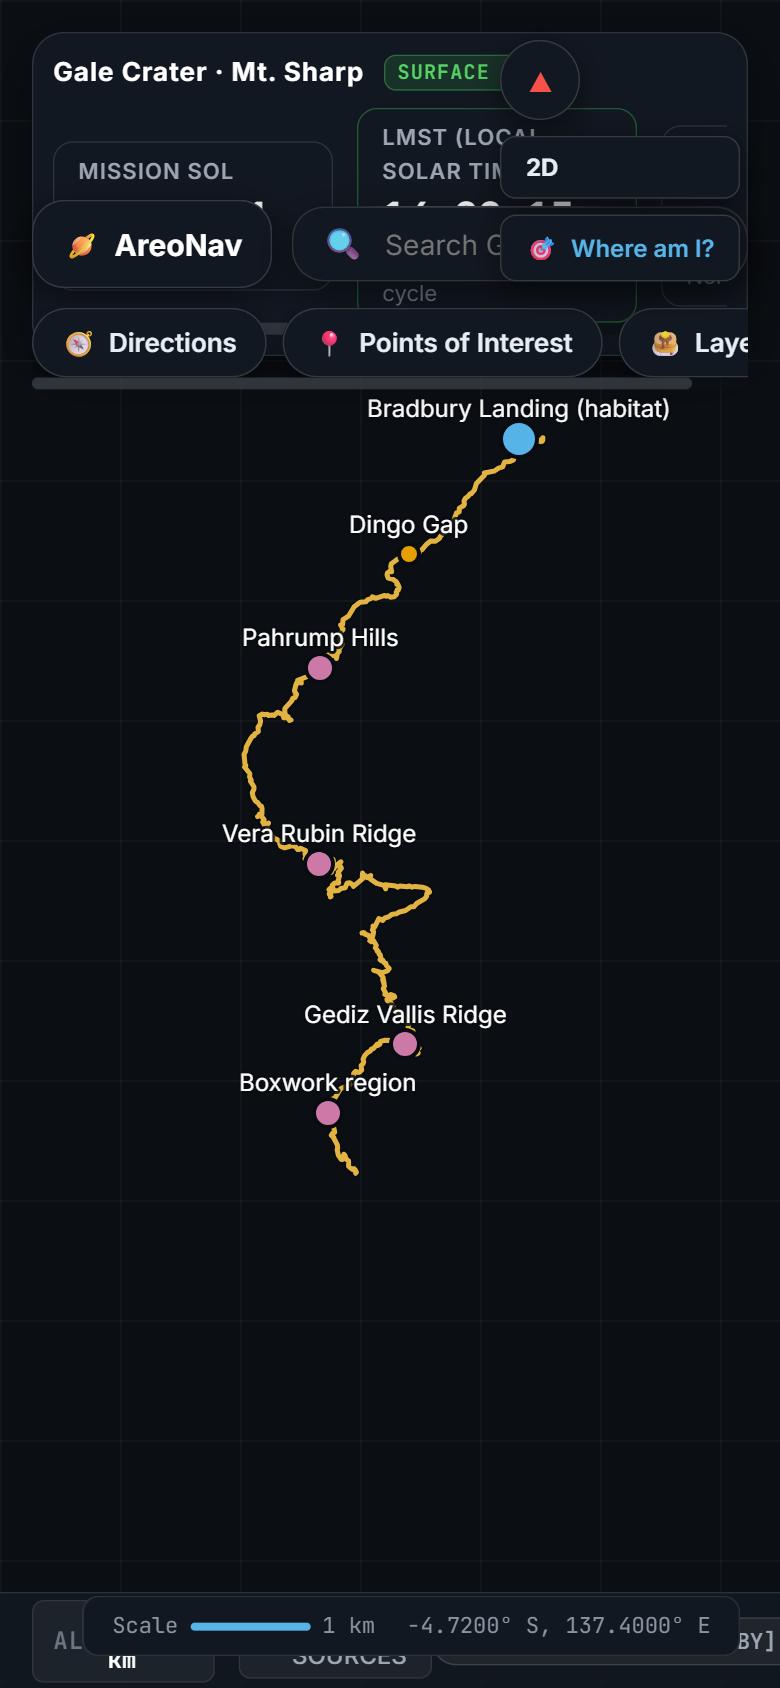 Gale Crater · Mt. Sharp SURFACE
▲
LMST (LOCAL
SOLAR TIM
MISSION SOL
2D
AreoNav
Search G
Where am I?
cycle
Directions
Points of Interest
Laye
Bradbury Landing (habitat)
Dingo Gap
Pahrump Hills
Vera Rubin Ridge
Gediz Vallis Ridge
Boxwork region
Scale 1 km -4.7200° S, 137.4000° E
AL
km
SOURCES
BY]